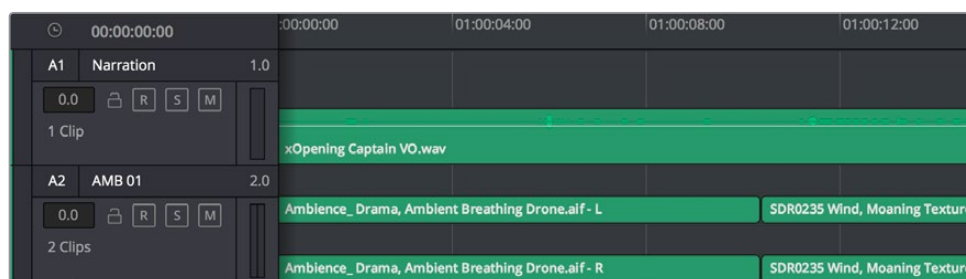 00:00:00:00 :00:00:00 01:00:04:00 01:00:08:00 01:00:12:00
A1 Narration 1.0
0.0 R S M
1 Clip
xOpening Captain VO.wav
A2 AMB 01 2.0
0.0 R S M
Ambience_ Drama, Ambient Breathing Drone.aif - L SDR0235 Wind, Moaning Textur
2 Clips
Ambience_ Drama, Ambient Breathing Drone.aif - R SDR0235 Wind, Moaning Textur